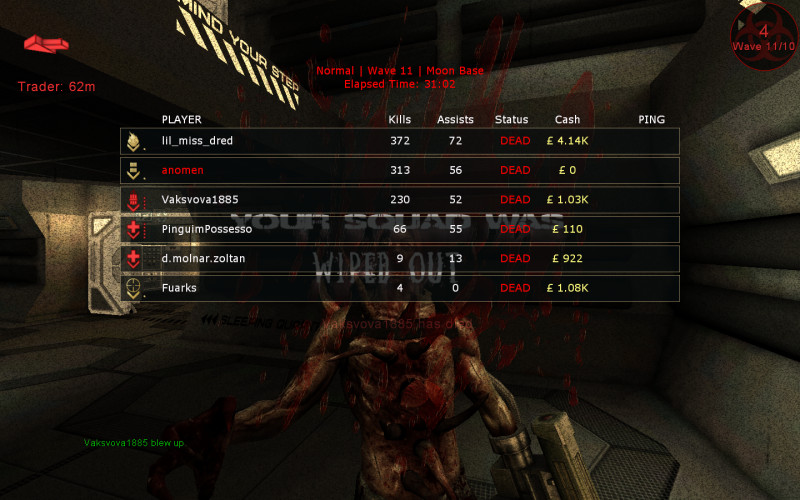 MIND YOUR STEP
4
Wave 11/10
Trader: 62m
Normal | Wave 11 | Moon Base
Elapsed Time: 31:02
PLAYER Kills Assists Status Cash PING
lil_miss_dred 372 72 DEAD £ 4.14K
anomen 313 56 DEAD £ 0
Vaksvova1885 230 52 DEAD £ 1.03K
YOUR SQUAD WAS
PinguimPossesso 66 55 DEAD £ 110
WIPED OUT
d.molnar.zoltan 9 13 DEAD £ 922
Fuarks 4 0 DEAD £ 1.08K
Vaksvova1885 has died
Vaksvova1885 blew up.